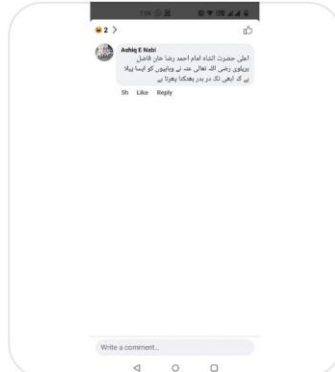 2
Ashiq E Nabi
اعلی حضرت الشاہ امام احمد رضا خان فاضل
بریلوی رضی اللہ تعالی عنہ نے وہابیوں کو ایسا پیلا
ہے کہ ابھی تک در بدر بھٹکتا پھرتا ہے
5h Like Reply
Write a comment...